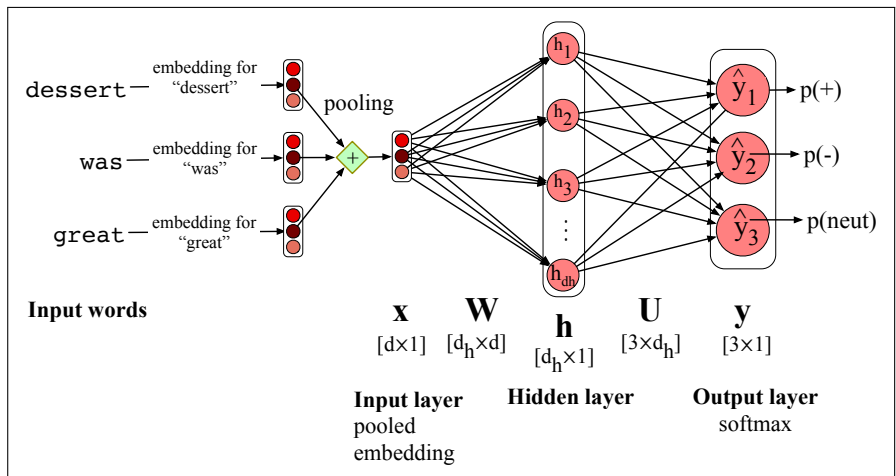 dessert
embedding for
"dessert"
pooling
was
embedding for
"was"
+
great
embedding for
"great"
h1
h2
h3
⋮
hdh
ŷ1
ŷ2
ŷ3
p(+)
p(-)
p(neut)
Input words
x W h U y
[d×1] [dh×d] [dh×1] [3×dh] [3×1]
Input layer
pooled
embedding
Hidden layer
Output layer
softmax